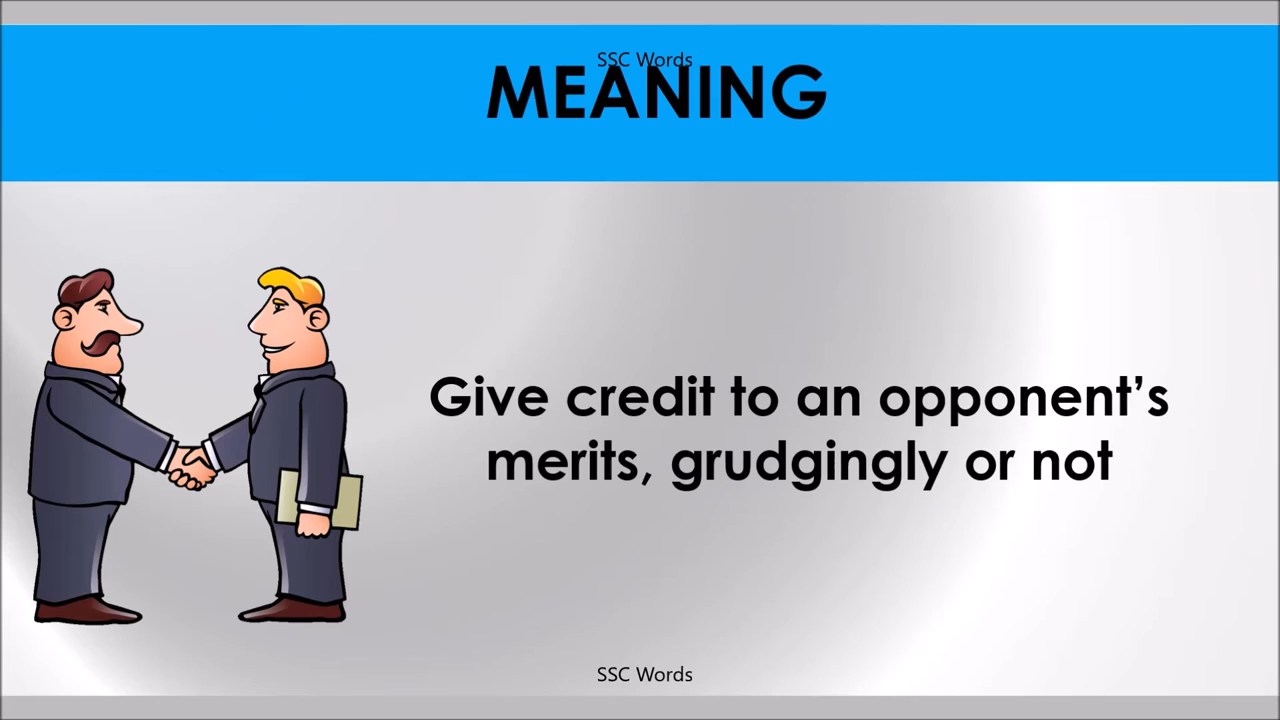 SSC Words
MEANING
Give credit to an opponent’s
merits, grudgingly or not
SSC Words